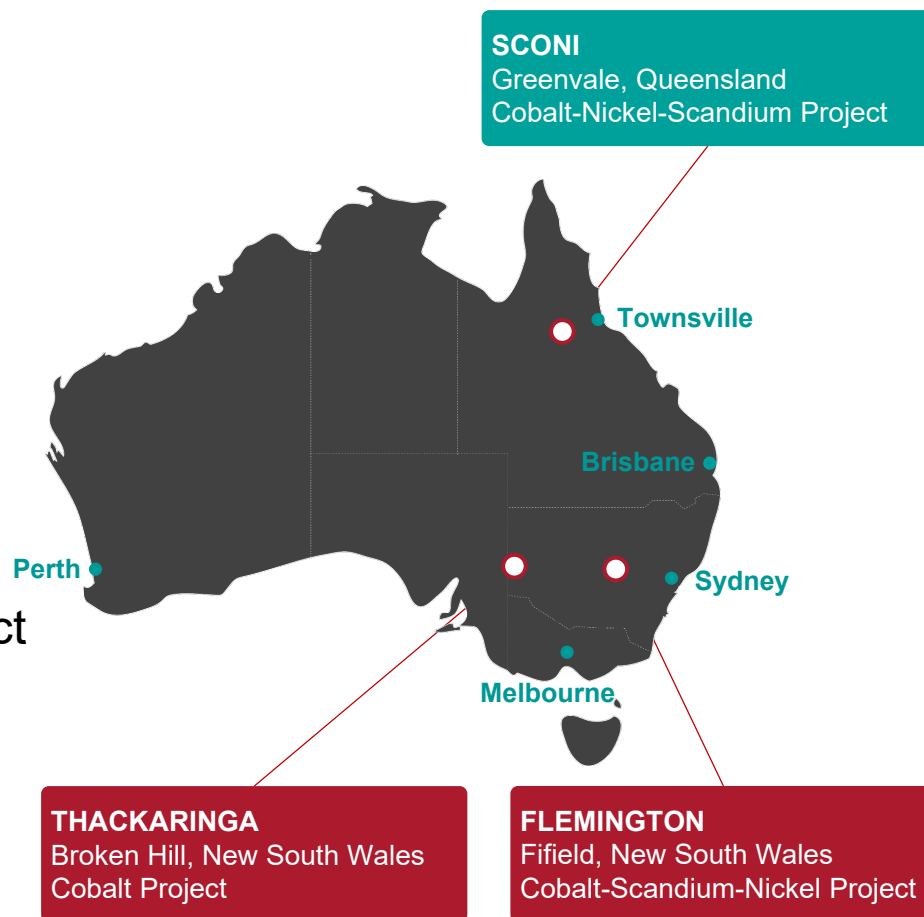 SCONI
Greenvale, Queensland
Cobalt-Nickel-Scandium Project
Townsville
Brisbane
Perth
Sydney
ct
Melbourne
THACKARINGA
Broken Hill, New South Wales
Cobalt Project
FLEMINGTON
Fifield, New South Wales
Cobalt-Scandium-Nickel Project